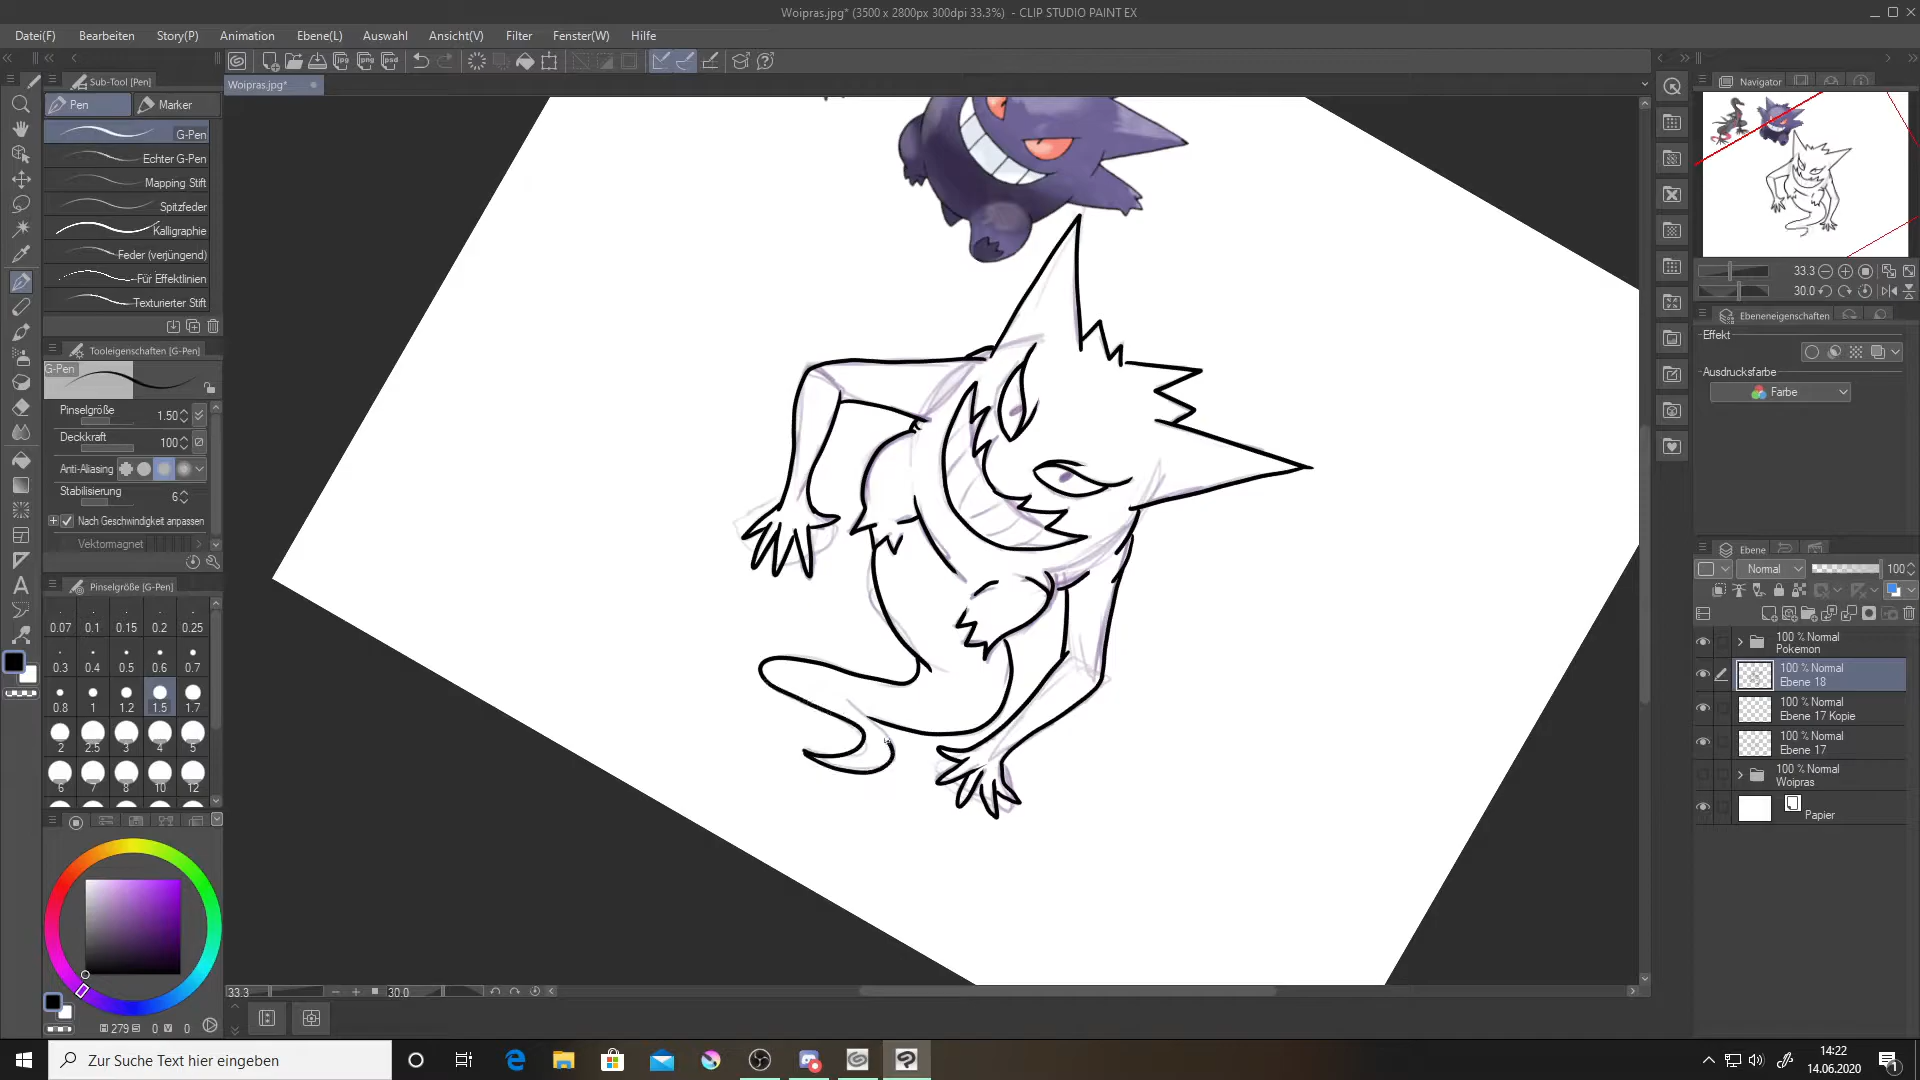 Woipras.jpg* (3500 x 2800px 300dpi 33.3%) - CLIP STUDIO PAINT EX
Datei(F) Bearbeiten Story(P) Animation Ebene(L) Auswahl Ansicht(V) Filter Fenster(W) Hilfe
Sub-Tool [Pen]
Woipras.jpg*
Navigator
Pen Marker
G-Pen
Echter G-Pen
Mapping Stift
Spitzfeder
Kalligraphie
Feder (verjüngend)
Für Effektlinien
Texturierter Stift
33.3
30.0
Ebeneneigenschaften
Effekt
Ausdrucksfarbe
Farbe
Tooleigenschaften [G-Pen]
G-Pen
Pinselgröße 1.50
Deckkraft 100
Anti-Aliasing
Stabilisierung 6
Nach Geschwindigkeit anpassen
Vektormagnet
Pinselgröße [G-Pen]
0.07 0.1 0.15 0.2 0.25
0.3 0.4 0.5 0.6 0.7
0.8 1 1.2 1.5 1.7
2 2.5 3 4 5
6 7 8 10 12
Ebene
Normal 100
100 % Normal
Pokemon
100 % Normal
Ebene 18
100 % Normal
Ebene 17 Kopie
100 % Normal
Ebene 17
100 % Normal
Woipras
Papier
33.3 30.0
279 0 0
Zur Suche Text hier eingeben
14:22
14.06.2020
1